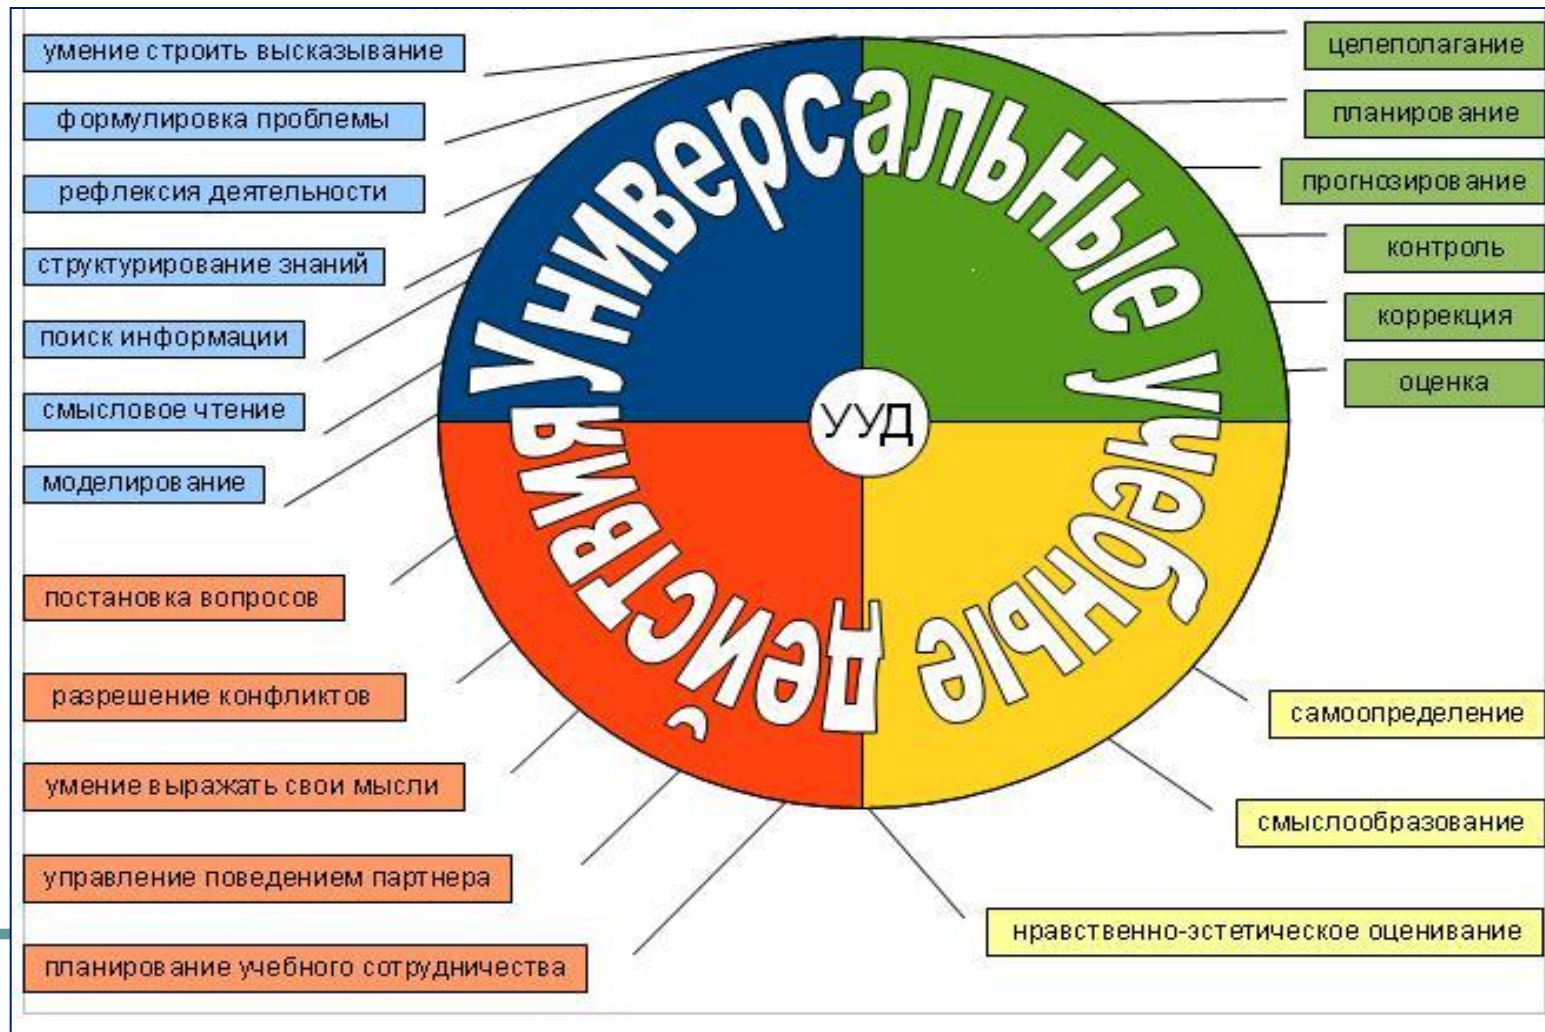 умение строить высказывание
формулировка проблемы
рефлексия деятельности
структурирование знаний
поиск информации
смысловое чтение
моделирование
постановка вопросов
разрешение конфликтов
умение выражать свои мысли
управление поведением партнера
планирование учебного сотрудничества
Универсальные учебные действия
УУД
целеполагание
планирование
прогнозирование
контроль
коррекция
оценка
самоопределение
смыслообразование
нравственно-эстетическое оценивание